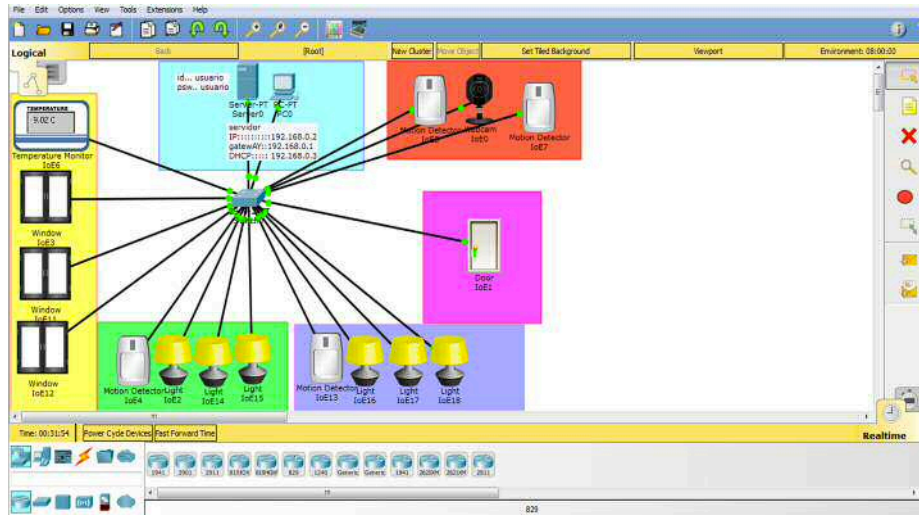 File Edit Options View Tools Extensions Help
Logical
Back
[Root]
New Cluster
Move Object
Set Tiled Background
Viewport
Environment: 08:00:00
id... usuario
psw.. usuario
Server-PT
Server0
PC-PT
PC0
servidor
IP:::::::::192.168.0.2
gatewAY::192.168.0.1
DHCP::::: 192.168.0.3
TEMPERATURE
9.02 C
Temperature Monitor
IoE6
Window
IoE3
Window
IoE11
Window
IoE12
Motion Detector
Webcam
IoE0
Motion Detector
IoE7
Door
IoE1
Motion Detector
IoE4
Light
IoE2
Light
IoE14
Light
IoE15
Motion Detector
IoE13
Light
IoE16
Light
IoE17
Light
IoE18
Time: 00:31:54
Power Cycle Devices
Fast Forward Time
Realtime
1941
2901
2911
819IOX
819HGW
829
1240
Generic
Generic
1941
2620XM
2621XM
2811
829